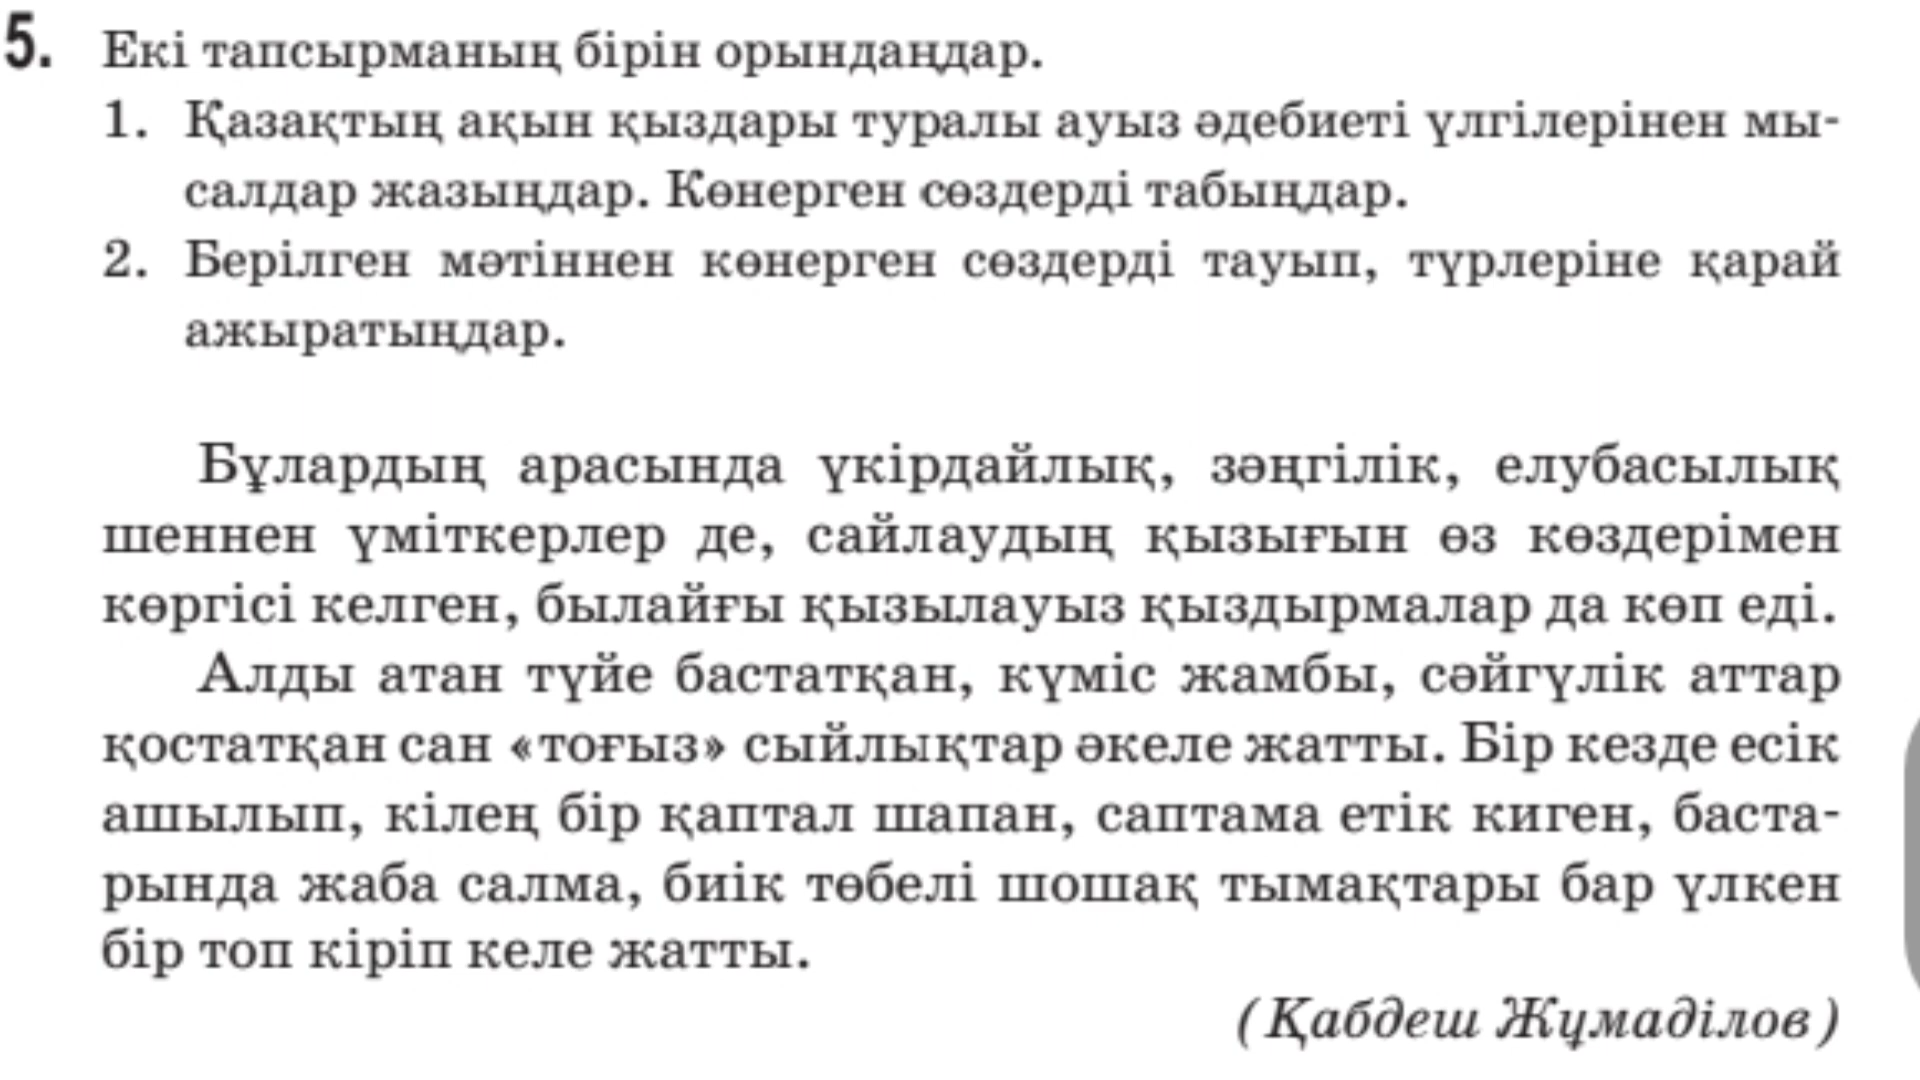 5. Екі тапсырманың бірін орындаңдар.
1. Қазақтың ақын қыздары туралы ауыз әдебиеті үлгілерінен мы-
салдар жазыңдар. Көнерген сөздерді табыңдар.
2. Берілген мәтіннен көнерген сөздерді тауып, түрлеріне қарай
ажыратыңдар.
Бұлардың арасында үкірдайлық, зәңгілік, елубасылық
шеннен үміткерлер де, сайлаудың қызығын өз көздерімен
көргісі келген, былайғы қызылауыз қыздырмалар да көп еді.
Алды атан түйе бастатқан, күміс жамбы, сәйгүлік аттар
қостатқан сан «тоғыз» сыйлықтар әкеле жатты. Бір кезде есік
ашылып, кілең бір қаптал шапан, саптама етік киген, баста-
рында жаба салма, биік төбелі шошақ тымақтары бар үлкен
бір топ кіріп келе жатты.
(Қабдеш Жұмаділов)